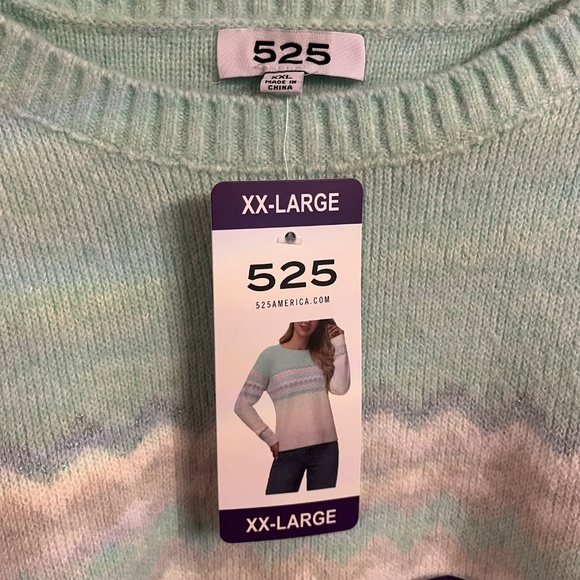 525
XXL
MADE IN
CHINA
XX-LARGE
525
525AMERICA.COM
XX-LARGE